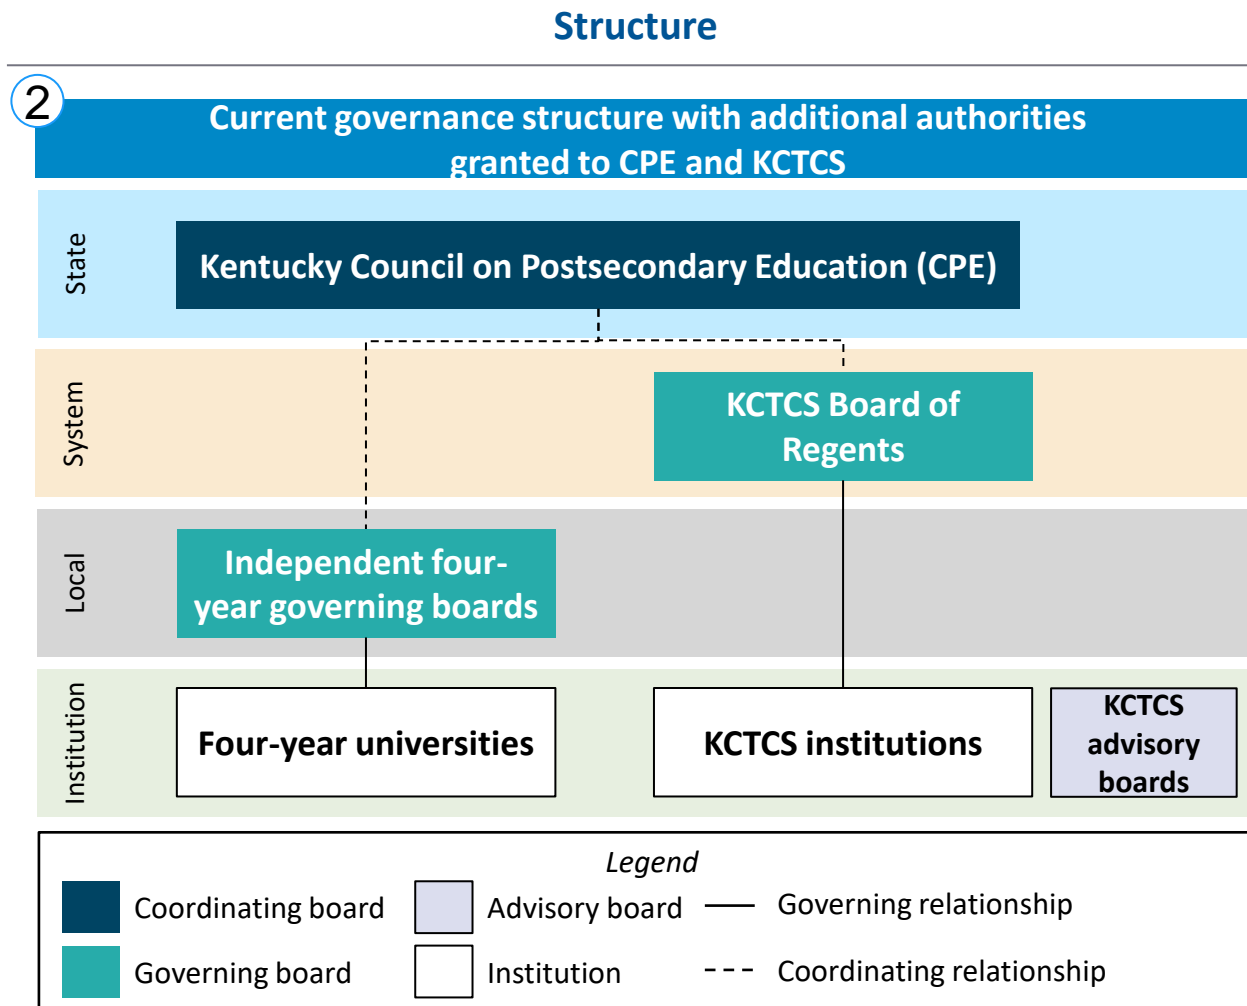 Structure
2
Current governance structure with additional authorities
granted to CPE and KCTCS
State
Kentucky Council on Postsecondary Education (CPE)
System
KCTCS Board of
Regents
Local
Independent four-
year governing boards
Institution
Four-year universities
KCTCS institutions
KCTCS
advisory
boards
Legend
Coordinating board
Advisory board
Governing relationship
Governing board
Institution
Coordinating relationship